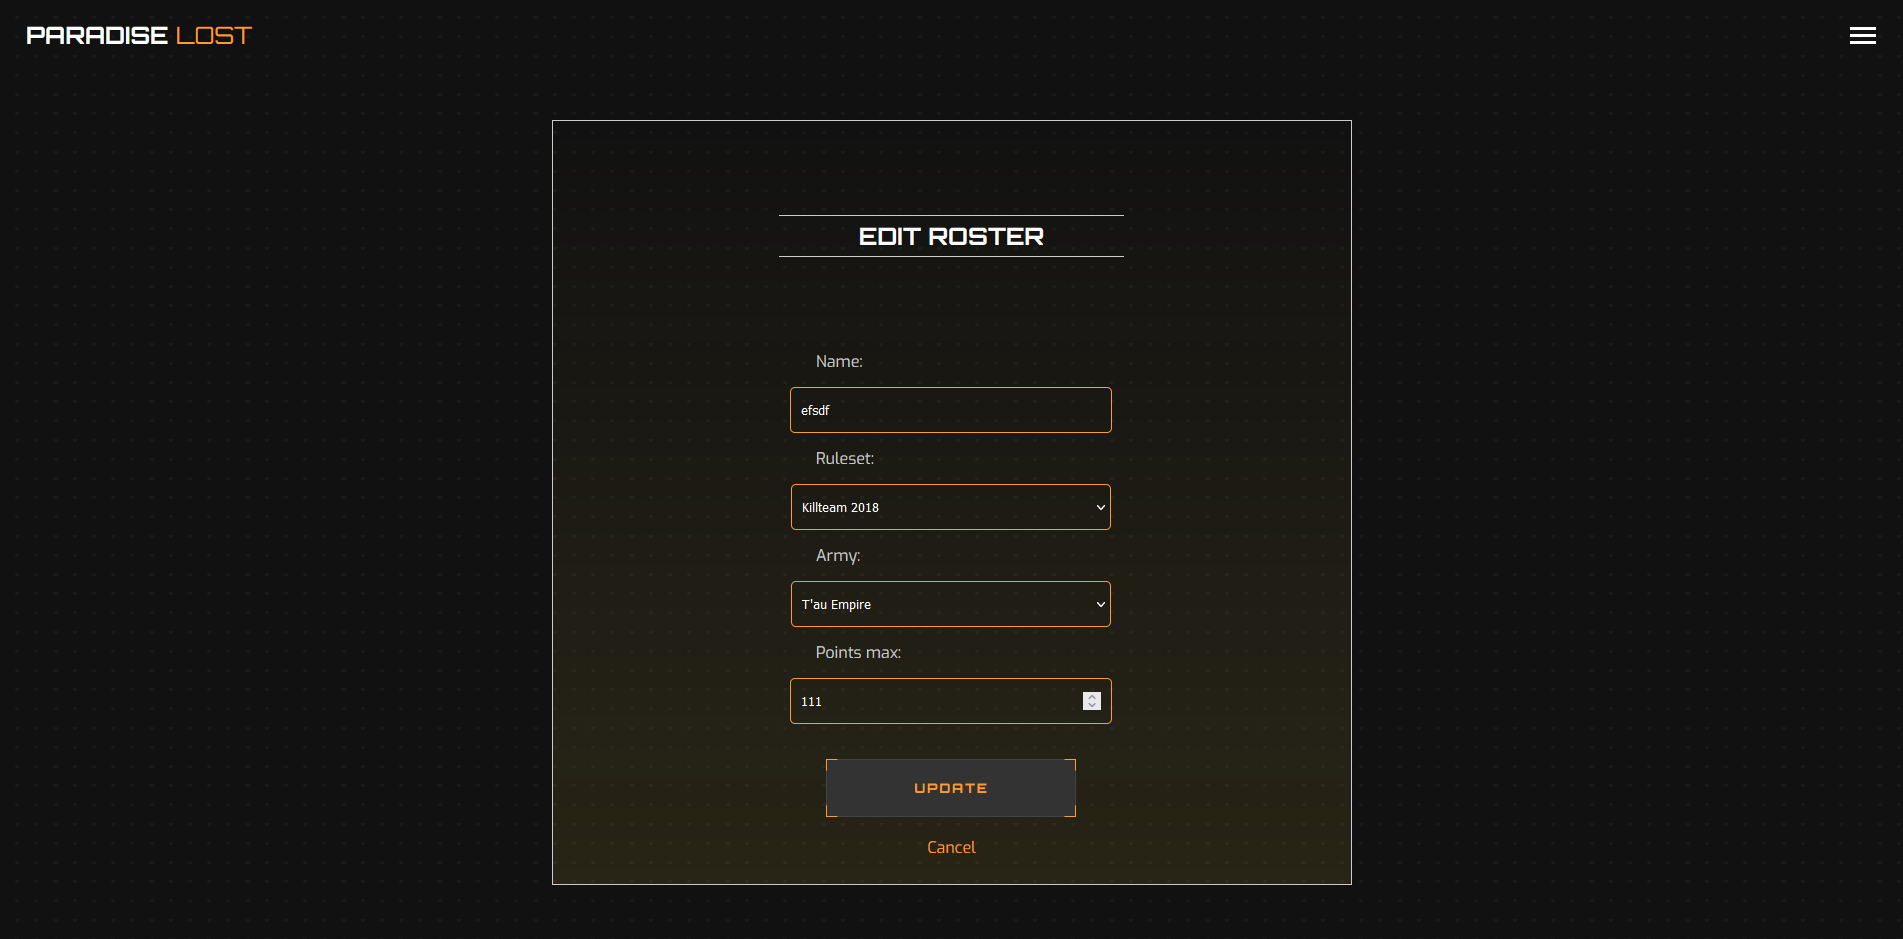 PARADISE LOST
EDIT ROSTER
Name:
efsdf
Ruleset:
Killteam 2018
Army:
T'au Empire
Points max:
111
UPDATE
Cancel